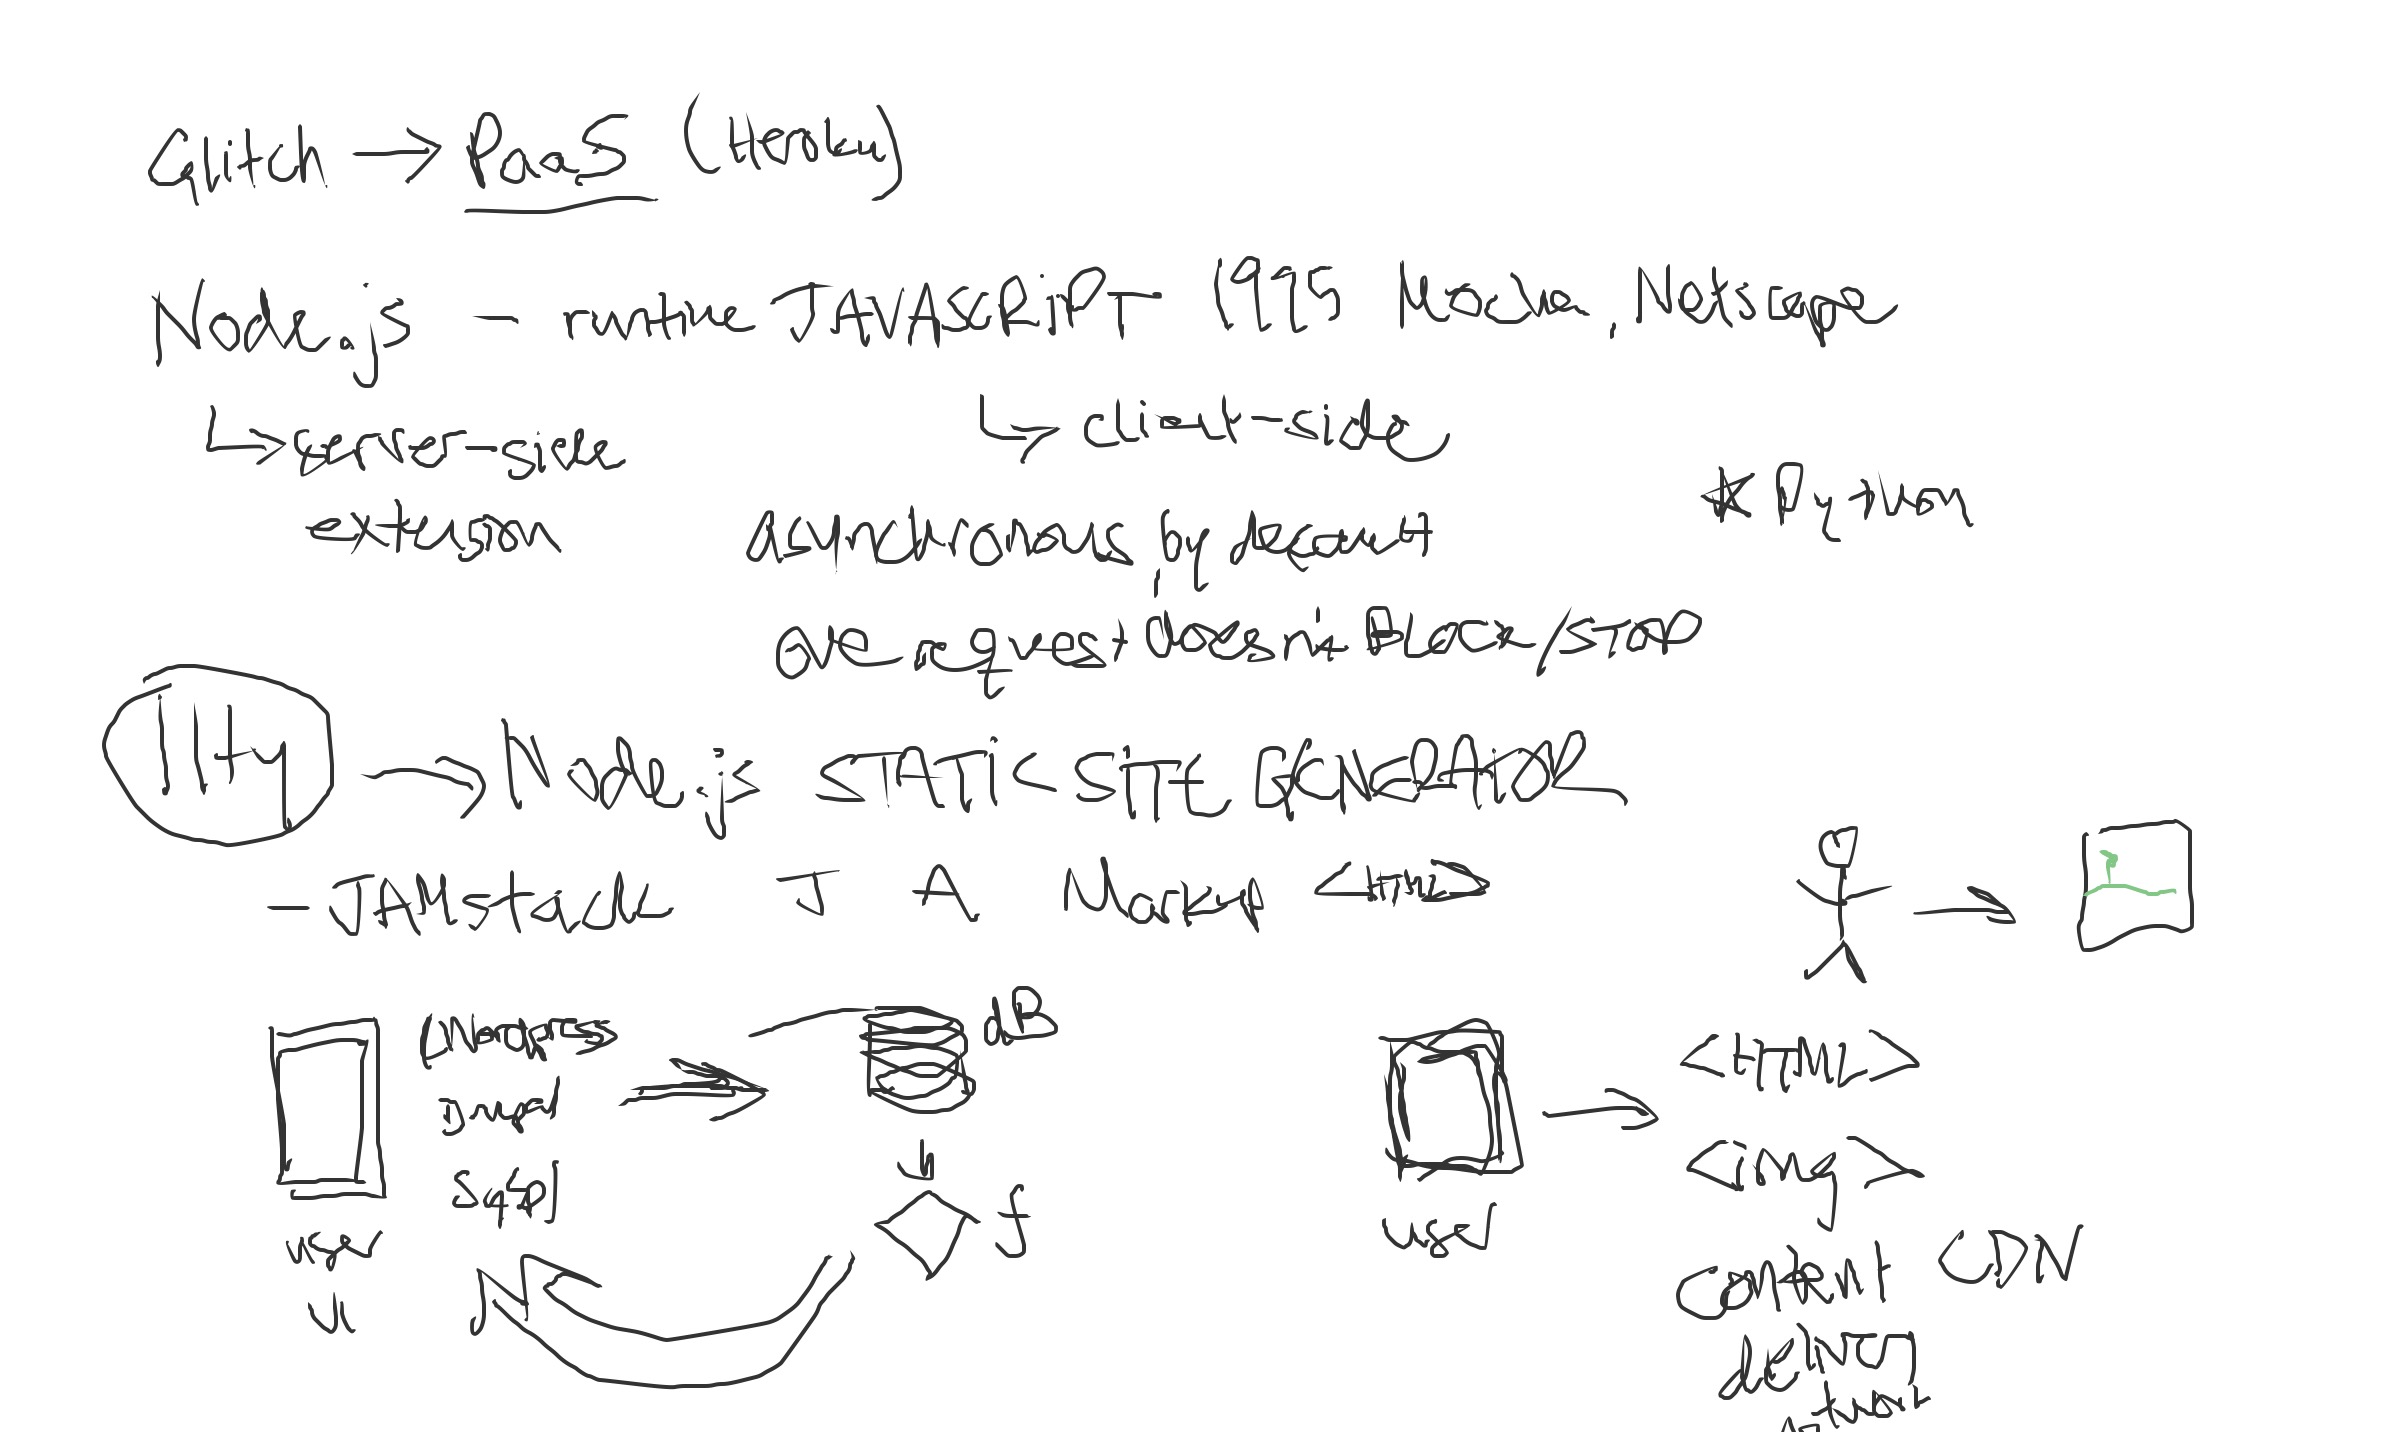 Glitch → PaaS (Heroku)
Node.js - runtime JAVASCRiPT 1995 Mocha, Netscape
↳ server-side
extension
↳ client-side
* Python
asynchronous by default
one request doesn't BLOCK/STOP
11ty → Node.js STATiC SiTE GENERATOR
- JAMstack J A Markup <HTML>
[Wordpress
Drupal
SqSp]
dB
f
user
UI
user
<HTML>
<img>
content CDN
delivery
network